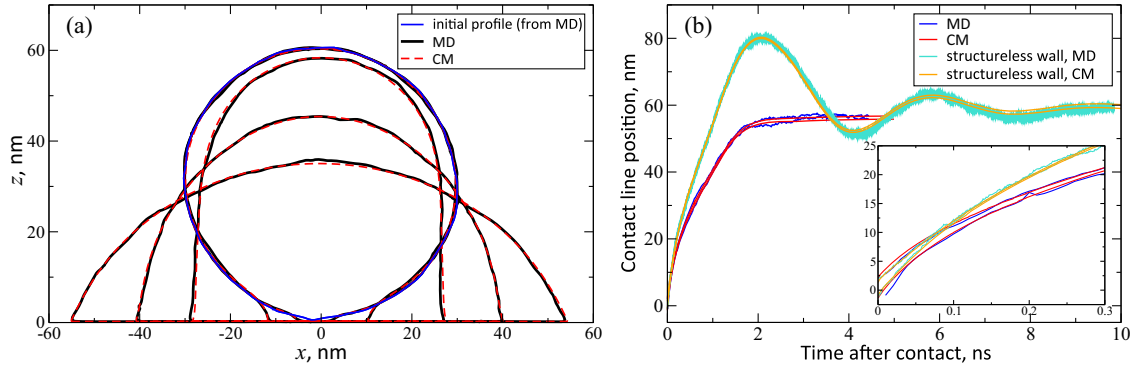 (a)
initial profile (from MD)
MD
CM
z, nm
60
40
20
0
-60
-40
-20
0
20
40
60
x, nm
(b)
MD
CM
structureless wall, MD
structureless wall, CM
Contact line position, nm
80
60
40
20
0
0
2
4
6
8
10
Time after contact, ns
25
20
15
10
5
0
0
0.1
0.2
0.3